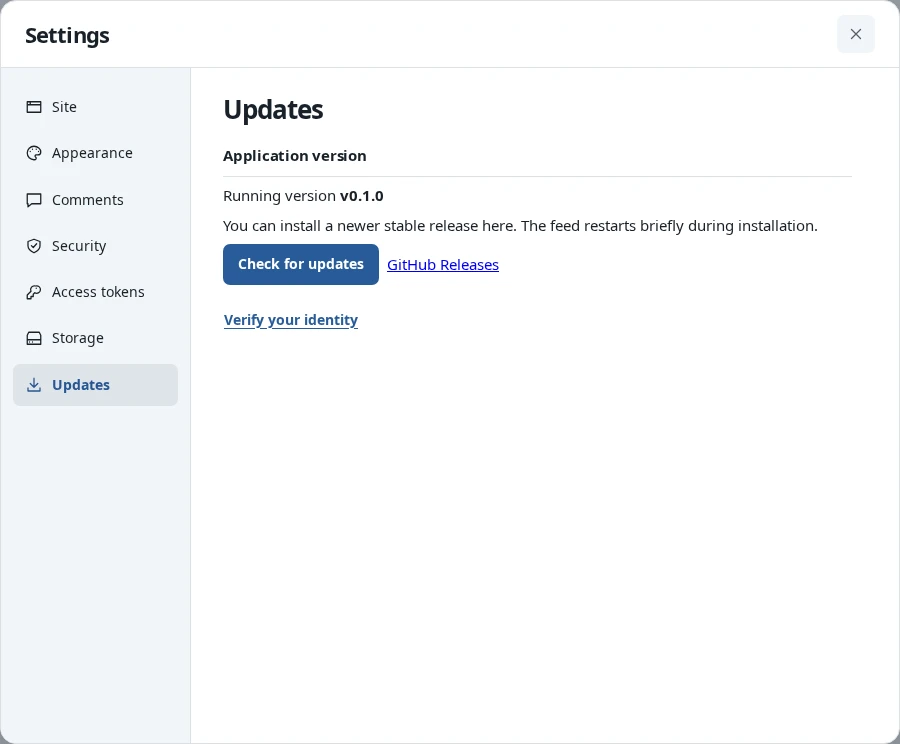 Settings
Site
Appearance
Comments
Security
Access tokens
Storage
Updates
Updates
Application version
Running version v0.1.0
You can install a newer stable release here. The feed restarts briefly during installation.
Check for updates GitHub Releases
Verify your identity